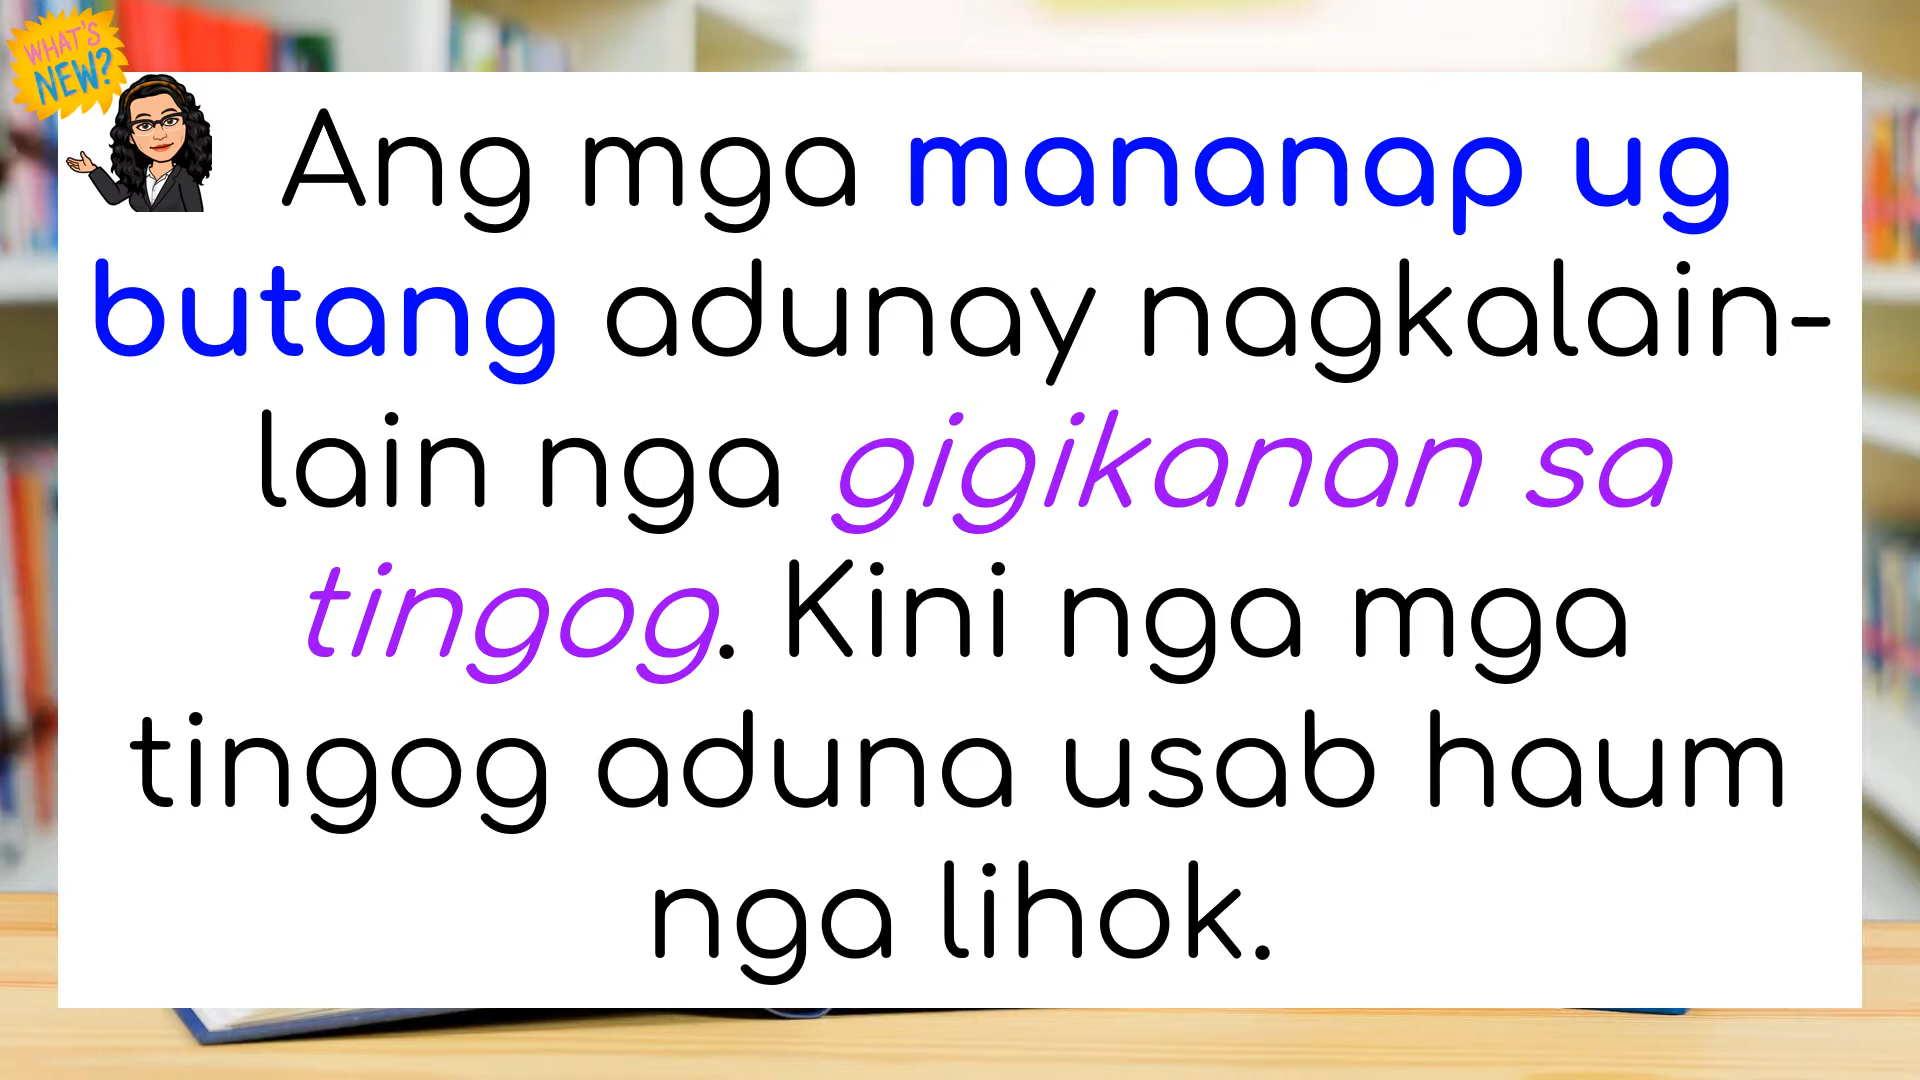 WHAT'S
NEW?
Ang mga mananap ug
butang adunay nagkalain-
lain nga gigikanan sa
tingog. Kini nga mga
tingog aduna usab haum
nga lihok.